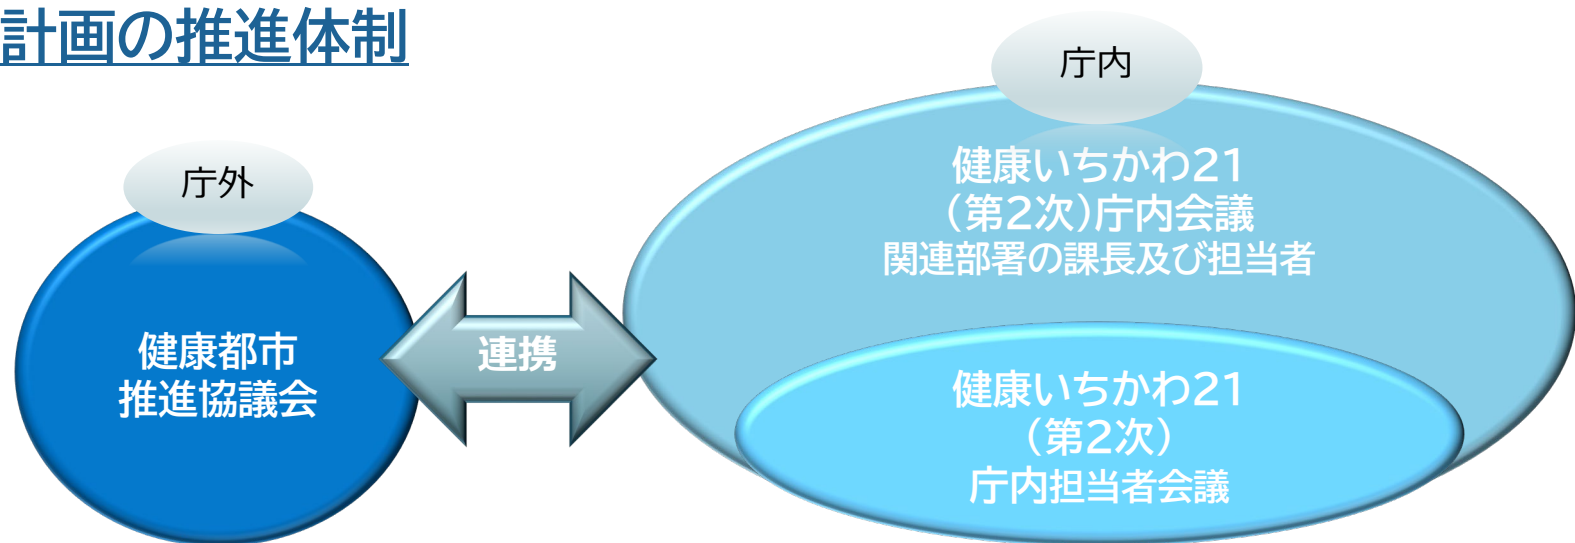 計画の推進体制
庁外
健康都市
推進協議会
連携
庁内
健康いちかわ21
(第2次)庁内会議
関連部署の課長及び担当者
健康いちかわ21
(第2次)
庁内担当者会議